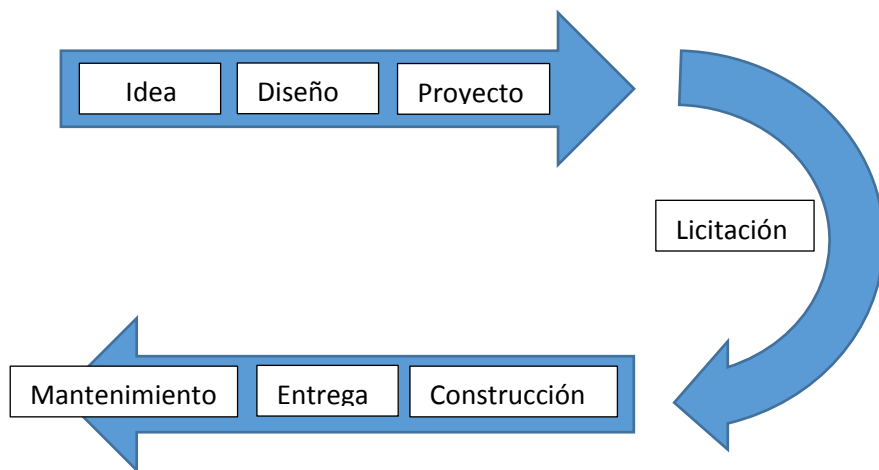 Idea
Diseño
Proyecto
Licitación
Mantenimiento
Entrega
Construcción